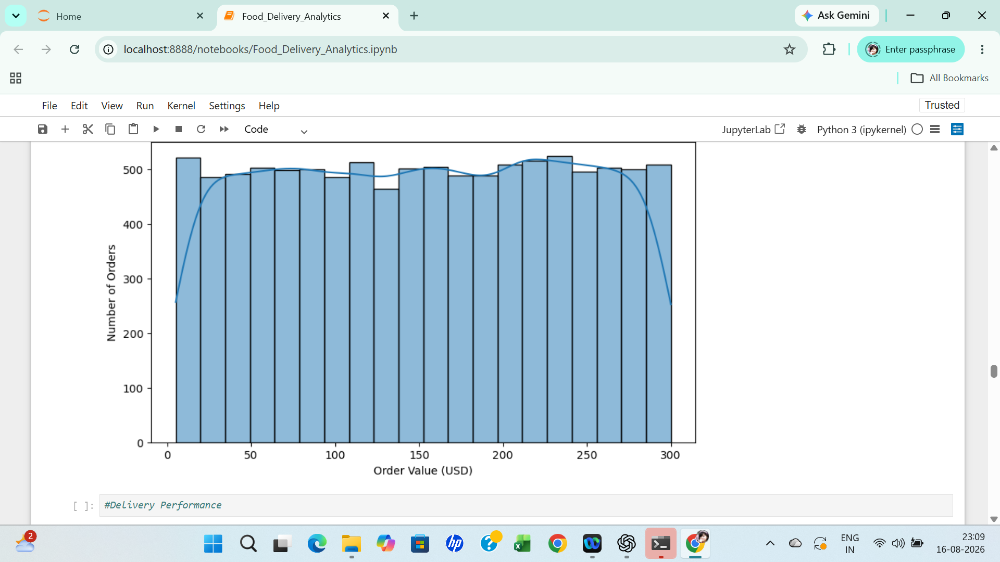 Home
Food_Delivery_Analytics
Ask Gemini
localhost:8888/notebooks/Food_Delivery_Analytics.ipynb
Enter passphrase
All Bookmarks
File Edit View Run Kernel Settings Help
Trusted
Code
JupyterLab
Python 3 (ipykernel)
500
400
300
200
100
0
Number of Orders
0 50 100 150 200 250 300
Order Value (USD)
[ ]: #Delivery Performance
2
hp
?
ENG
IN
23:09
16-08-2026